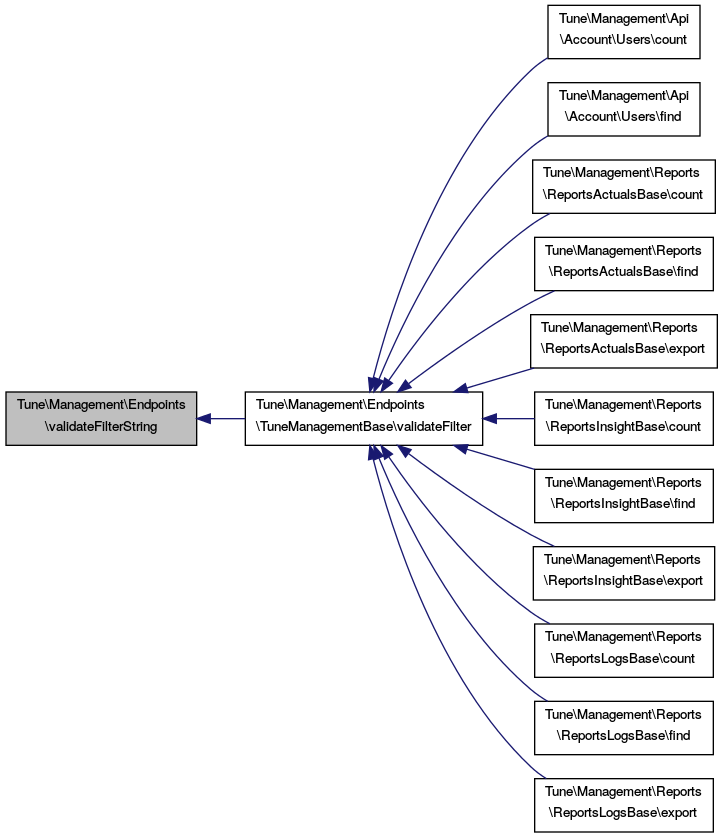 Tune\Management\Endpoints
\validateFilterString
Tune\Management\Endpoints
\TuneManagementBase\validateFilter
Tune\Management\Api
\Account\Users\count
Tune\Management\Api
\Account\Users\find
Tune\Management\Reports
\ReportsActualsBase\count
Tune\Management\Reports
\ReportsActualsBase\find
Tune\Management\Reports
\ReportsActualsBase\export
Tune\Management\Reports
\ReportsInsightBase\count
Tune\Management\Reports
\ReportsInsightBase\find
Tune\Management\Reports
\ReportsInsightBase\export
Tune\Management\Reports
\ReportsLogsBase\count
Tune\Management\Reports
\ReportsLogsBase\find
Tune\Management\Reports
\ReportsLogsBase\export